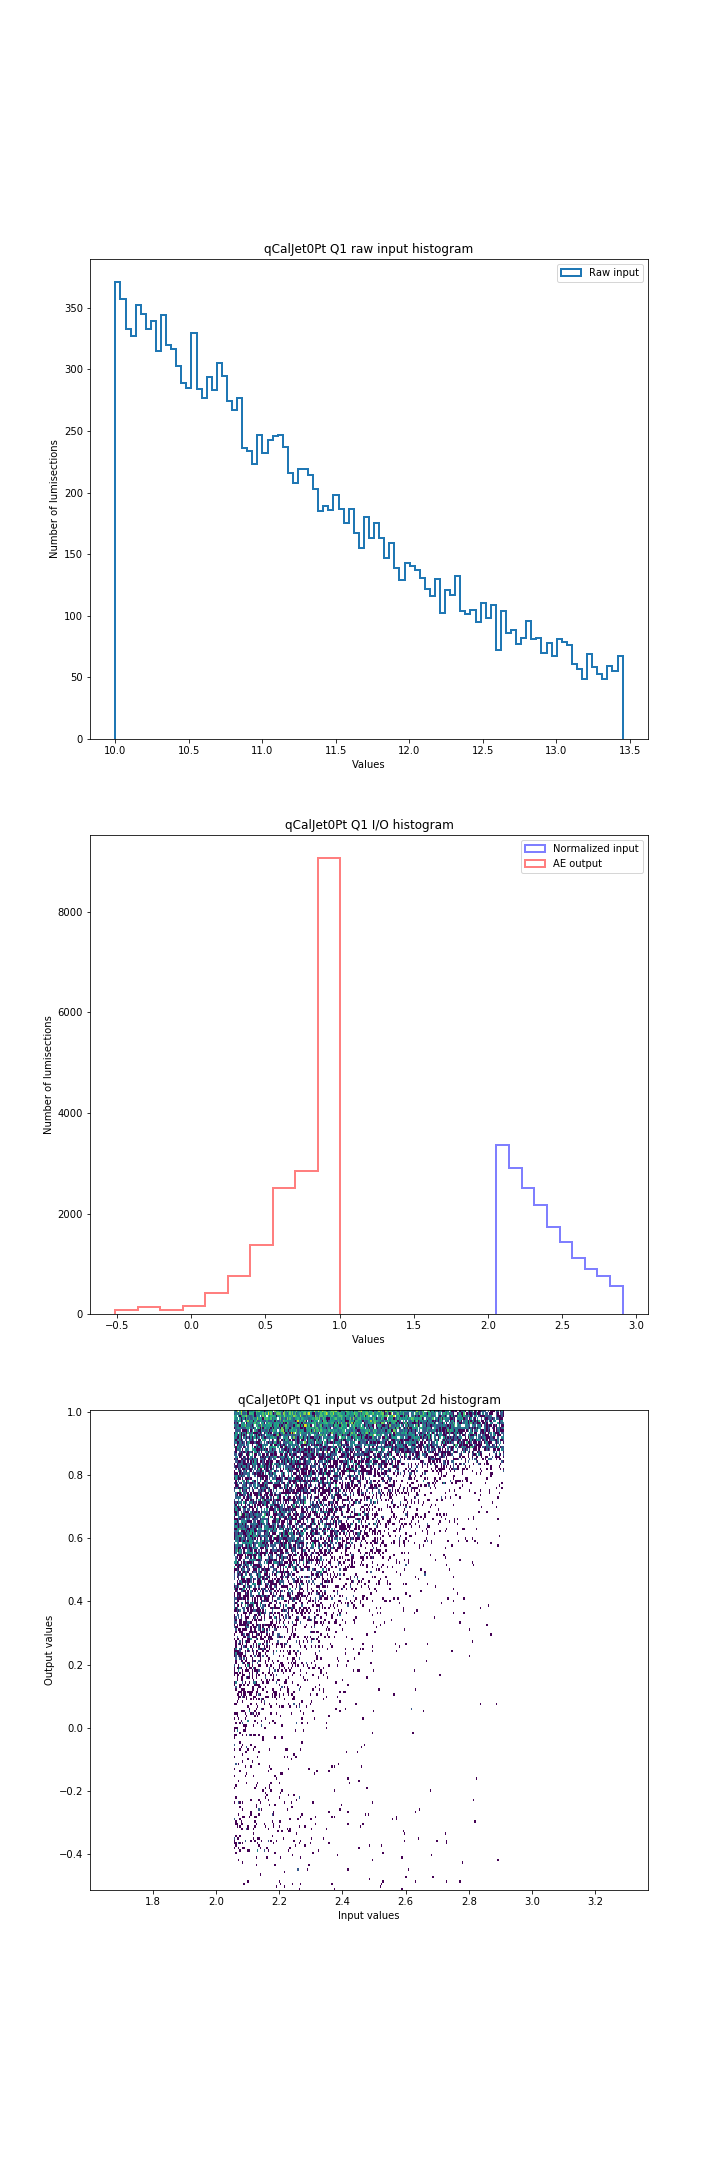 qCalJet0Pt Q1 raw input histogram
Raw input
350
300
250
200
150
100
50
0
Number of lumisections
10.0 10.5 11.0 11.5 12.0 12.5 13.0 13.5
Values
qCalJet0Pt Q1 I/O histogram
Normalized input
AE output
8000
6000
4000
2000
0
Number of lumisections
−0.5 0.0 0.5 1.0 1.5 2.0 2.5 3.0
Values
qCalJet0Pt Q1 input vs output 2d histogram
1.0
0.8
0.6
0.4
0.2
0.0
−0.2
−0.4
Output values
1.8 2.0 2.2 2.4 2.6 2.8 3.0 3.2
Input values